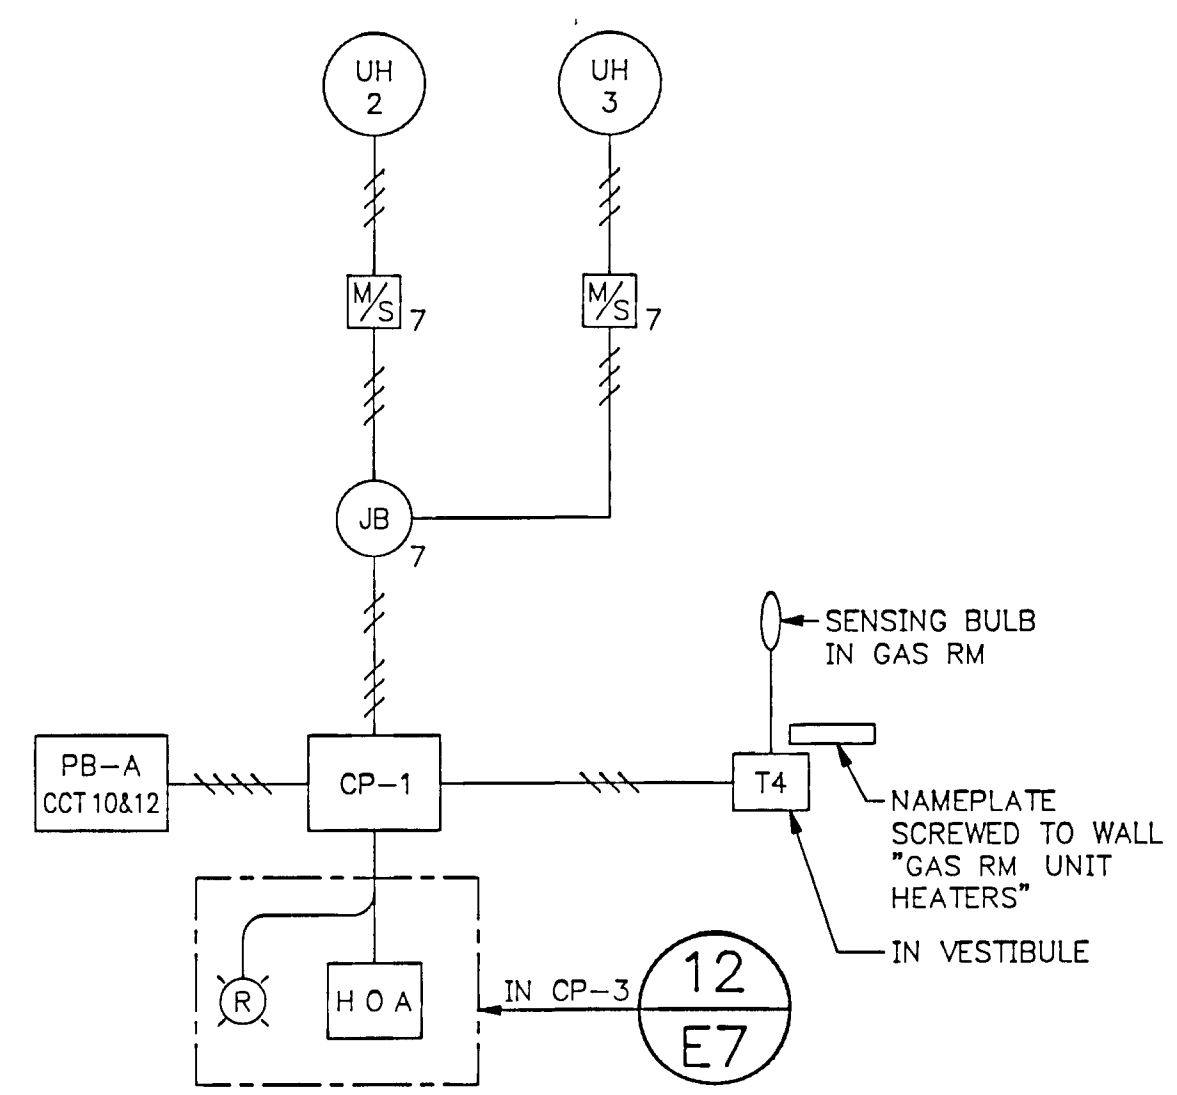 UH
2
UH
3
M/S
7
M/S
7
JB
7
SENSING BULB
IN GAS RM
PB-A
CCT 10&12
CP-1
T4
NAMEPLATE
SCREWED TO WALL
"GAS RM UNIT
HEATERS"
IN VESTIBULE
R
H O A
IN CP-3
12
E7